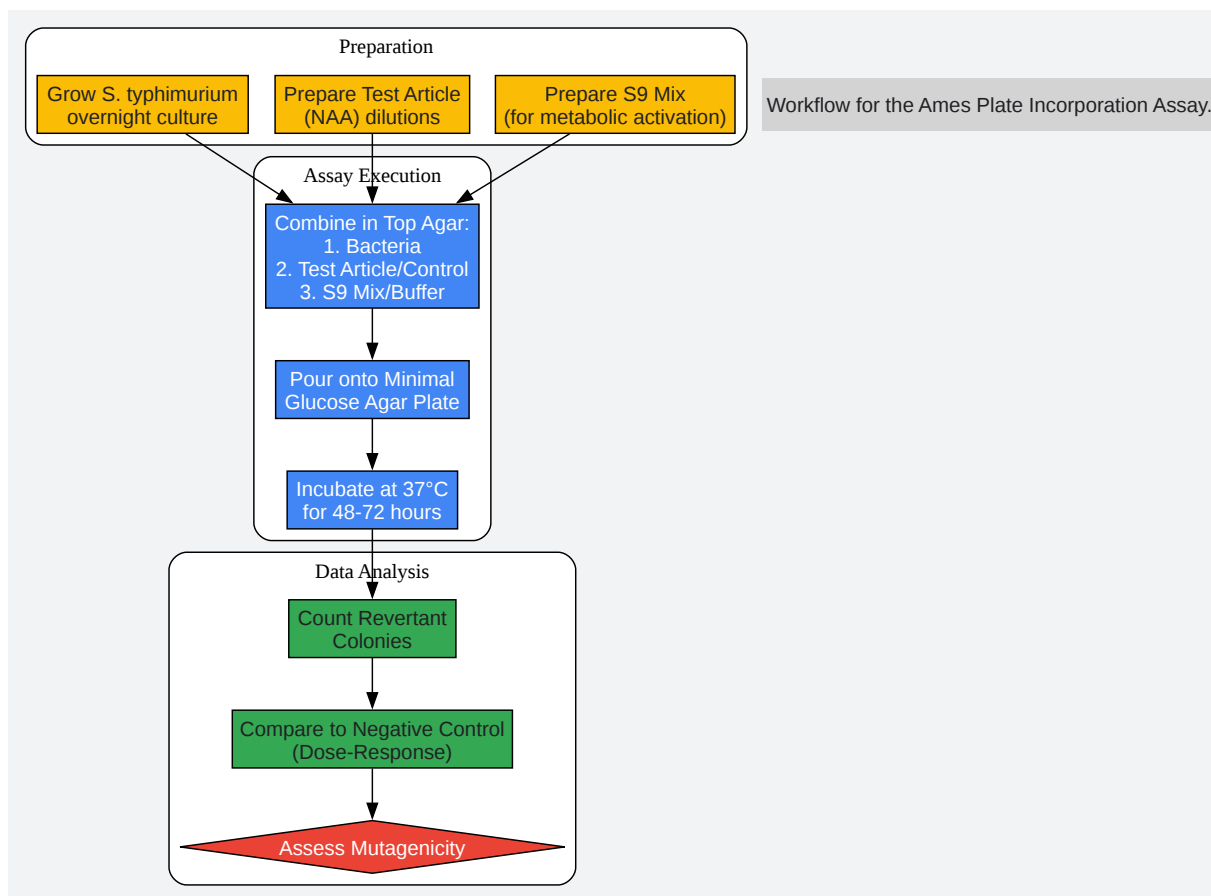 Preparation
Grow S. typhimurium
overnight culture
Prepare Test Article
(NAA) dilutions
Prepare S9 Mix
(for metabolic activation)
Workflow for the Ames Plate Incorporation Assay.
Assay Execution
Combine in Top Agar:
1. Bacteria
2. Test Article/Control
3. S9 Mix/Buffer
Pour onto Minimal
Glucose Agar Plate
Incubate at 37°C
for 48-72 hours
Data Analysis
Count Revertant
Colonies
Compare to Negative Control
(Dose-Response)
Assess Mutagenicity